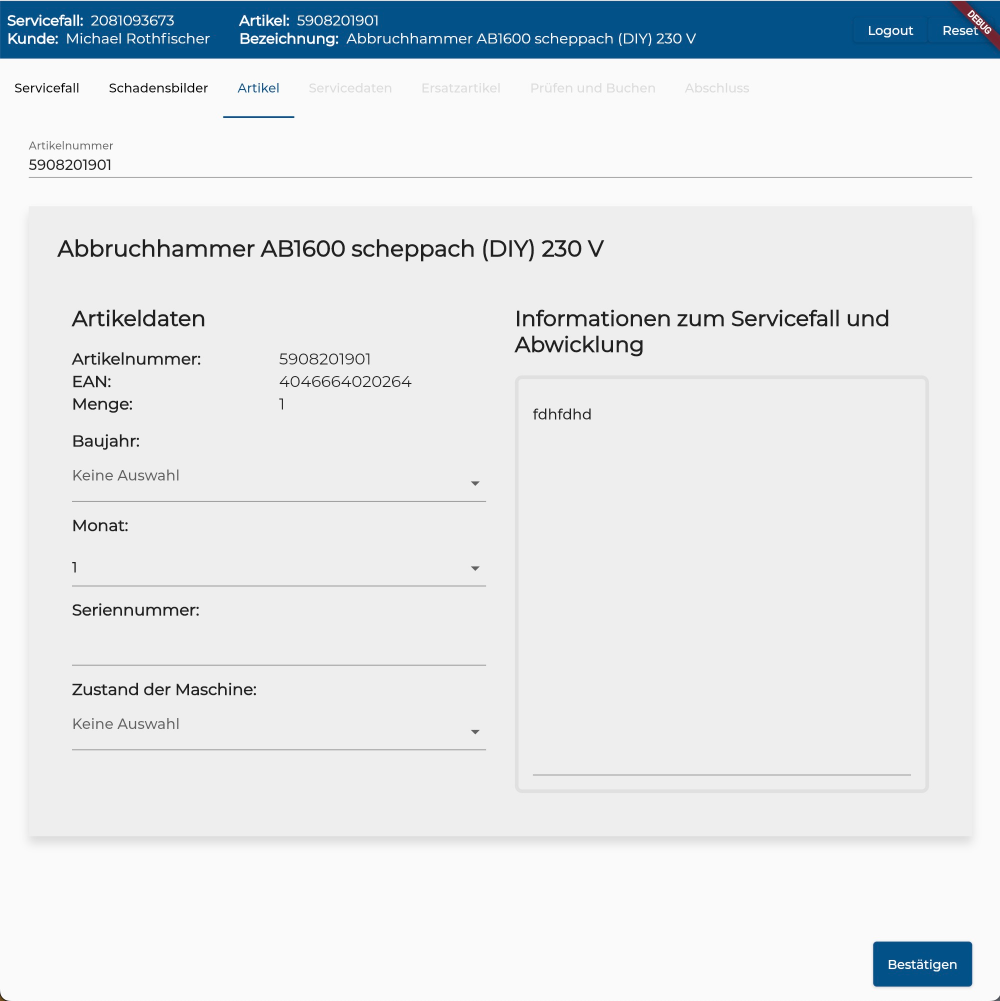 Servicefall: 2081093673
Kunde: Michael Rothfischer
Artikel: 5908201901
Bezeichnung: Abbruchhammer AB1600 scheppach (DIY) 230 V
Logout
Reset
DEBUG
Servicefall
Schadensbilder
Artikel
Servicedaten
Ersatzartikel
Prüfen und Buchen
Abschluss
Artikelnummer
5908201901
Abbruchhammer AB1600 scheppach (DIY) 230 V
Artikeldaten
Artikelnummer: 5908201901
EAN: 4046664020264
Menge: 1
Baujahr:
Keine Auswahl
Monat:
1
Seriennummer:
Zustand der Maschine:
Keine Auswahl
Informationen zum Servicefall und
Abwicklung
fdhfdhd
Bestätigen